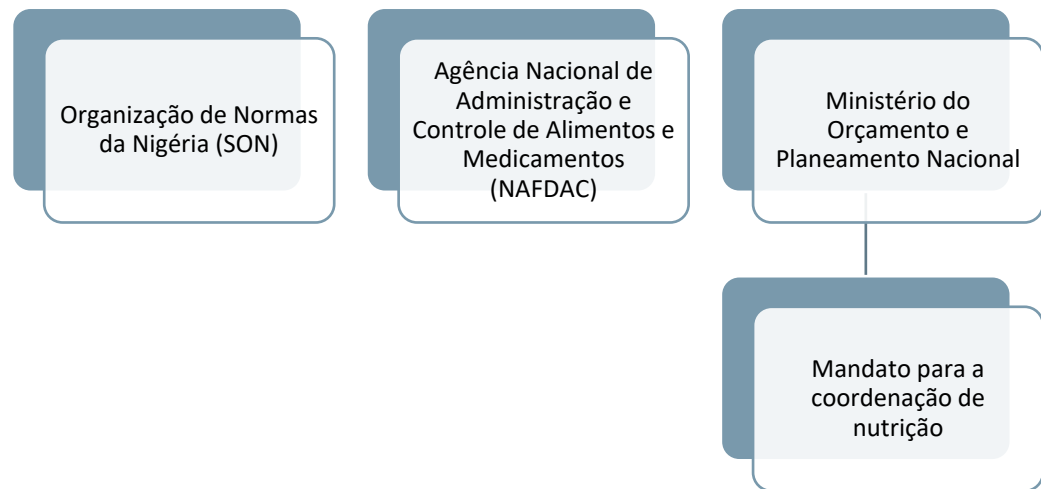 Organização de Normas
da Nigéria (SON)
Agência Nacional de
Administração e
Controle de Alimentos e
Medicamentos
(NAFDAC)
Ministério do
Orçamento e
Planeamento Nacional
Mandato para a
coordenação de
nutrição